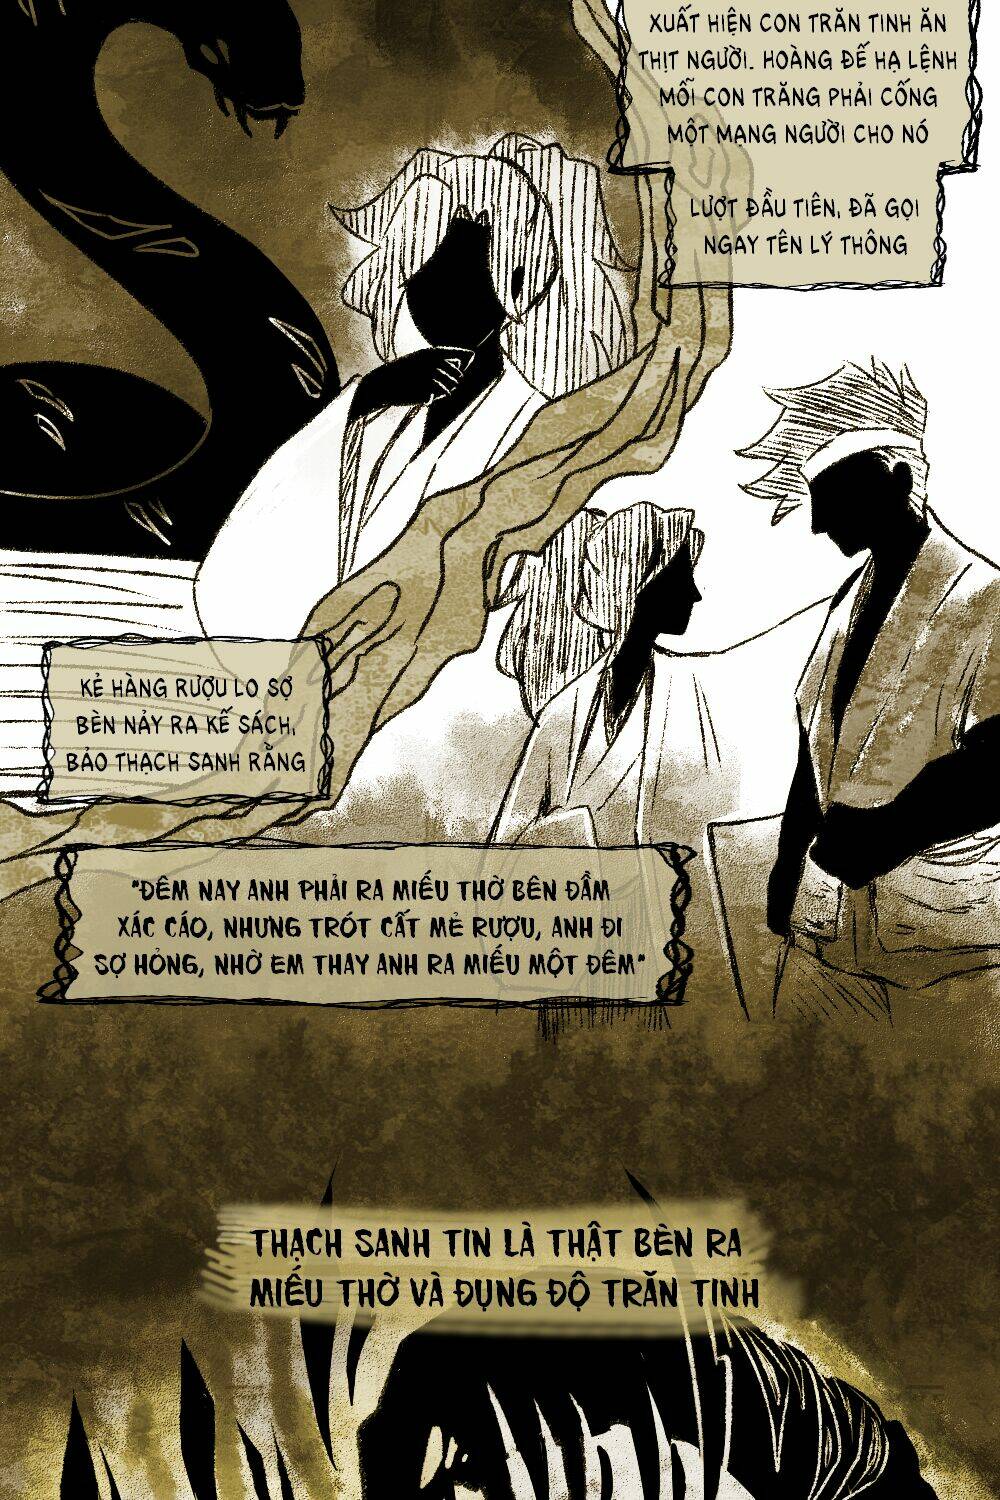 XUẤT HIỆN CON TRĂN TINH ĂN
THỊT NGƯỜI. HOÀNG ĐẾ HẠ LỆNH
MỖI CON TRĂNG PHẢI CỐNG
MỘT MẠNG NGƯỜI CHO NÓ
LƯỢT ĐẦU TIÊN, ĐÃ GỌI
NGAY TÊN LÝ THÔNG
KẺ HÀNG RƯỢU LO SỢ
BÈN NẢY RA KẾ SÁCH,
BẢO THẠCH SANH RẰNG
"ĐÊM NAY ANH PHẢI RA MIẾU THỜ BÊN ĐẦM
XÁC CÁO, NHƯNG TRÓT CẤT MẺ RƯỢU, ANH ĐI
SỢ HỎNG, NHỜ EM THAY ANH RA MIẾU MỘT ĐÊM"
THẠCH SANH TIN LÀ THẬT BÈN RA
MIẾU THỜ VÀ ĐỤNG ĐỘ TRĂN TINH